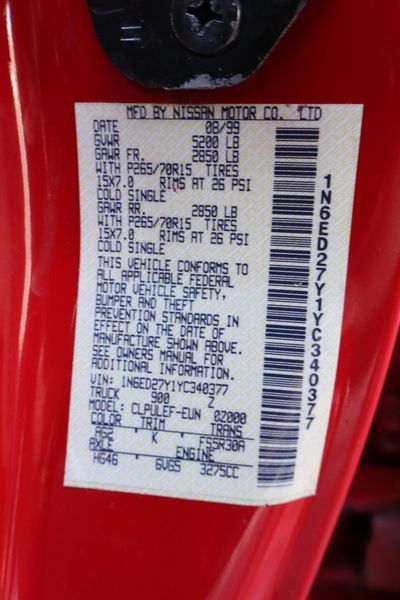 MFD BY NISSAN MOTOR CO. LTD
DATE 08/99
GVWR 5200 LB
GAWR FR. 2850 LB
WITH P265/70R15 TIRES
15X7.0 RIMS AT 26 PSI
COLD SINGLE
GAWR RR. 2850 LB
WITH P265/70R15 TIRES
15X7.0 RIMS AT 26 PSI
COLD SINGLE
THIS VEHICLE CONFORMS TO
ALL APPLICABLE FEDERAL
MOTOR VEHICLE SAFETY,
BUMPER AND THEFT
PREVENTION STANDARDS IN
EFFECT ON THE DATE OF
MANUFACTURE SHOWN ABOVE.
SEE OWNERS MANUAL FOR
ADDITIONAL INFORMATION.
VIN: 1N6ED27Y1YC340377
TRUCK 900 Z
MODEL: CLPULEF-EUN 0Z000
COLOR TRIM TRANS
AG2 K FS5R30A
AXLE ENGINE
HG46 6VG5 3275CC
1N6ED27Y1YC340377